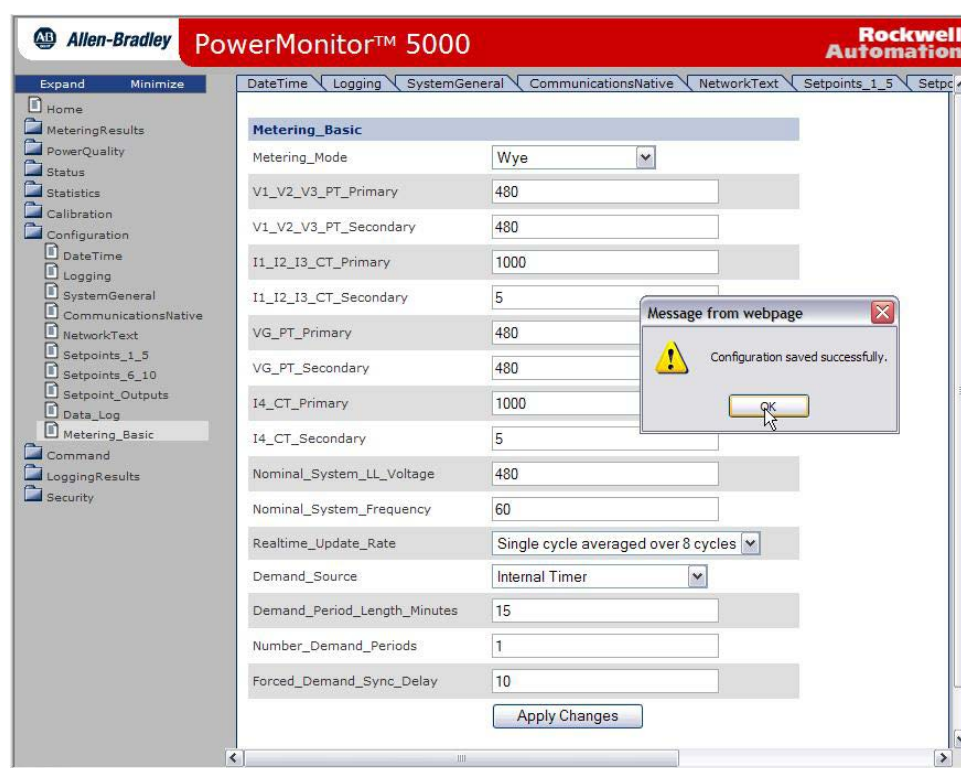 AB Allen-Bradley PowerMonitor™ 5000 Rockwell Automation
Expand Minimize
DateTime Logging SystemGeneral CommunicationsNative NetworkText Setpoints_1_5 Setpo
Home
MeteringResults
PowerQuality
Status
Statistics
Calibration
Configuration
DateTime
Logging
SystemGeneral
CommunicationsNative
NetworkText
Setpoints_1_5
Setpoints_6_10
Setpoint_Outputs
Data_Log
Metering_Basic
Command
LoggingResults
Security
Metering_Basic
Metering_Mode Wye
V1_V2_V3_PT_Primary 480
V1_V2_V3_PT_Secondary 480
I1_I2_I3_CT_Primary 1000
I1_I2_I3_CT_Secondary 5
VG_PT_Primary 480
VG_PT_Secondary 480
I4_CT_Primary 1000
I4_CT_Secondary 5
Nominal_System_LL_Voltage 480
Nominal_System_Frequency 60
Realtime_Update_Rate Single cycle averaged over 8 cycles
Demand_Source Internal Timer
Demand_Period_Length_Minutes 15
Number_Demand_Periods 1
Forced_Demand_Sync_Delay 10
Apply Changes
Message from webpage
Configuration saved successfully.
OK